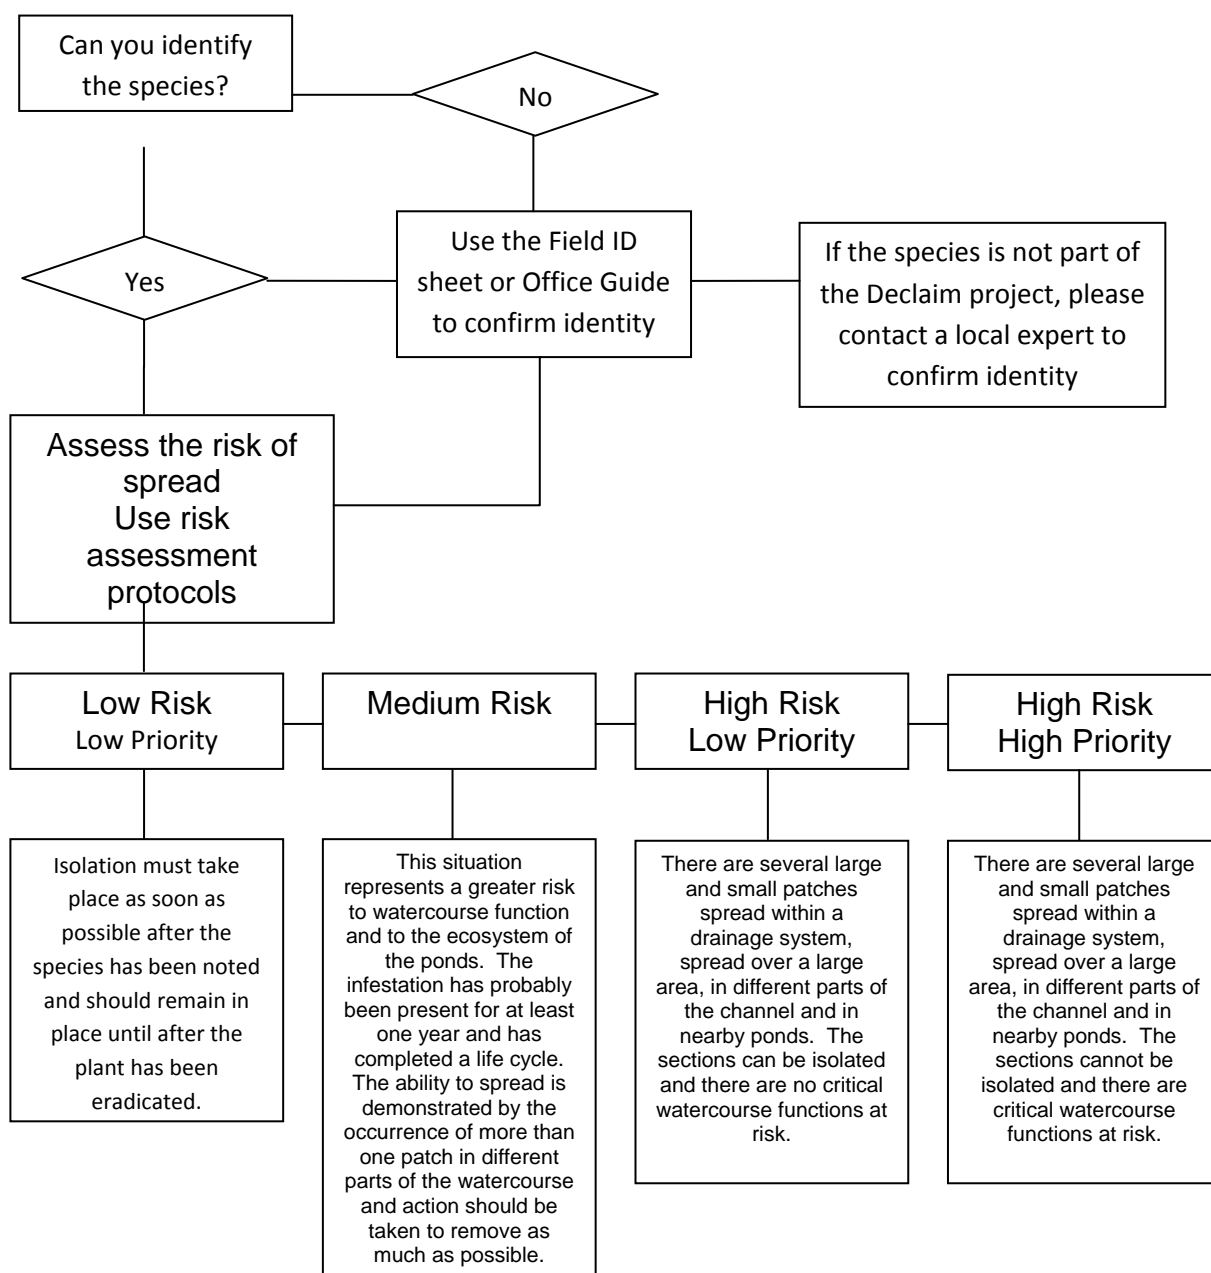 Can you identify
the species?
No
Use the Field ID
sheet or Office Guide
to confirm identity
If the species is not part of
the Declaim project, please
contact a local expert to
confirm identity
Yes
Assess the risk of
spread
Use risk
assessment
protocols
Low Risk
Low Priority
Medium Risk
High Risk
Low Priority
High Risk
High Priority
Isolation must take
place as soon as
possible after the
species has been noted
and should remain in
place until after the
plant has been
eradicated.
This situation
represents a greater risk
to watercourse function
and to the ecosystem of
the ponds.  The
infestation has probably
been present for at least
one year and has
completed a life cycle.
The ability to spread is
demonstrated by the
occurrence of more than
one patch in different
parts of the watercourse
and action should be
taken to remove as
much as possible.
There are several large
and small patches
spread within a
drainage system,
spread over a large
area, in different parts of
the channel and in
nearby ponds.  The
sections can be isolated
and there are no critical
watercourse functions at
risk.
There are several large
and small patches
spread within a
drainage system,
spread over a large
area, in different parts of
the channel and in
nearby ponds.  The
sections cannot be
isolated and there are
critical watercourse
functions at risk.